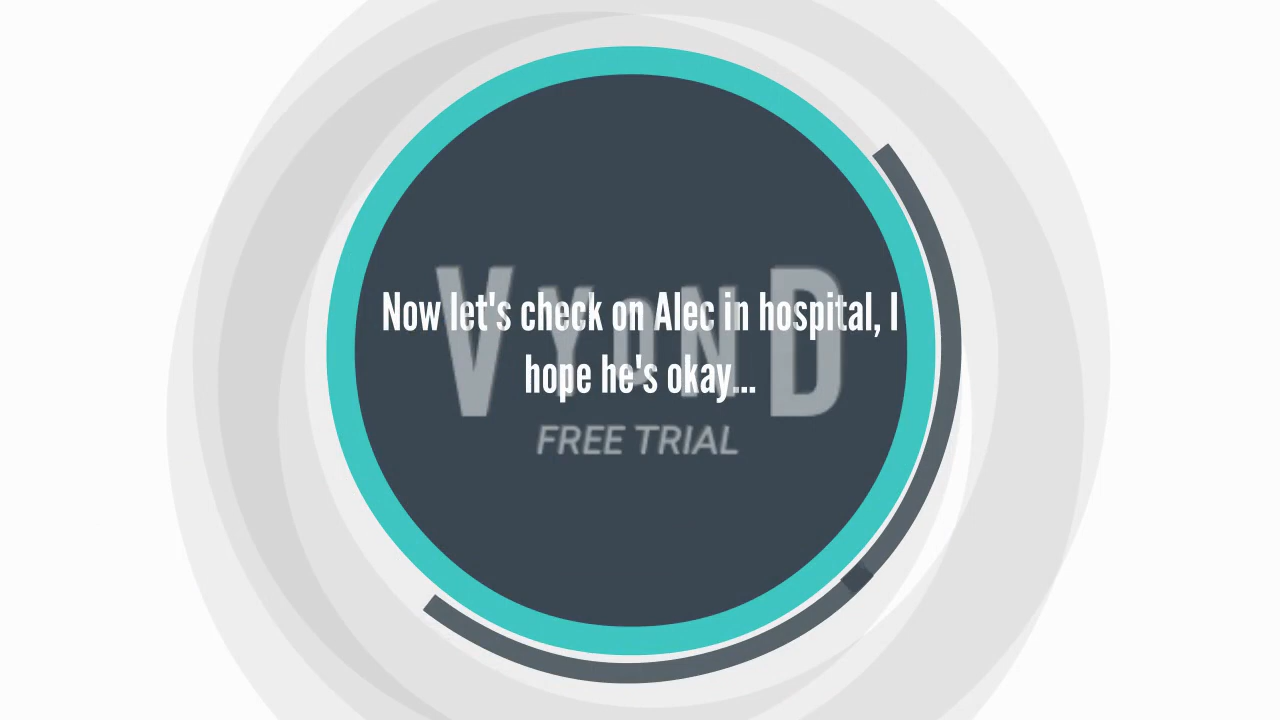 Now let's check on Alec in hospital, I
hope he's okay...
VYOND
FREE TRIAL